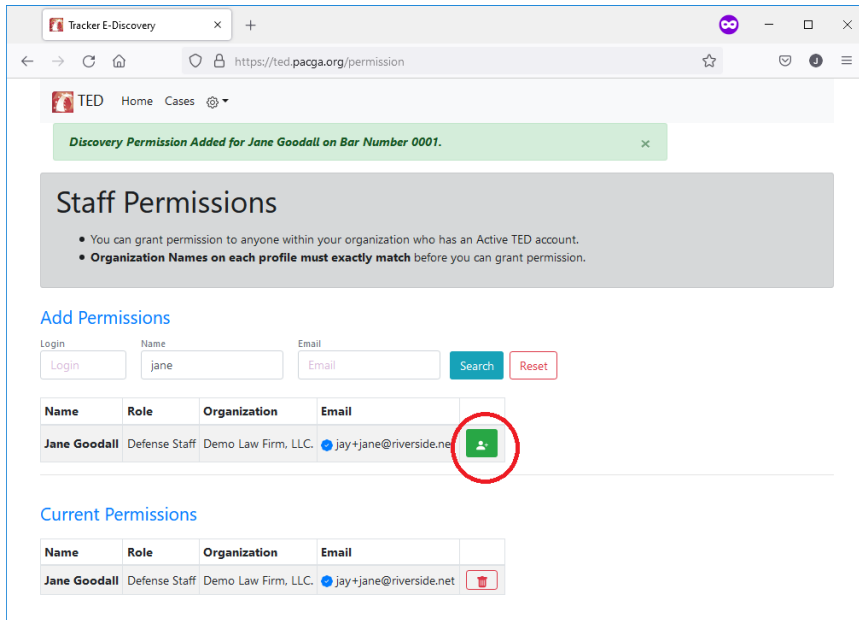 Tracker E-Discovery
https://ted.pacga.org/permission
J
TED Home Cases
Discovery Permission Added for Jane Goodall on Bar Number 0001.
Staff Permissions
You can grant permission to anyone within your organization who has an Active TED account.
Organization Names on each profile must exactly match before you can grant permission.
Add Permissions
Login Name Email
Login jane Email Search Reset
Name Role Organization Email
Jane Goodall Defense Staff Demo Law Firm, LLC. jay+jane@riverside.ne
Current Permissions
Name Role Organization Email
Jane Goodall Defense Staff Demo Law Firm, LLC. jay+jane@riverside.net